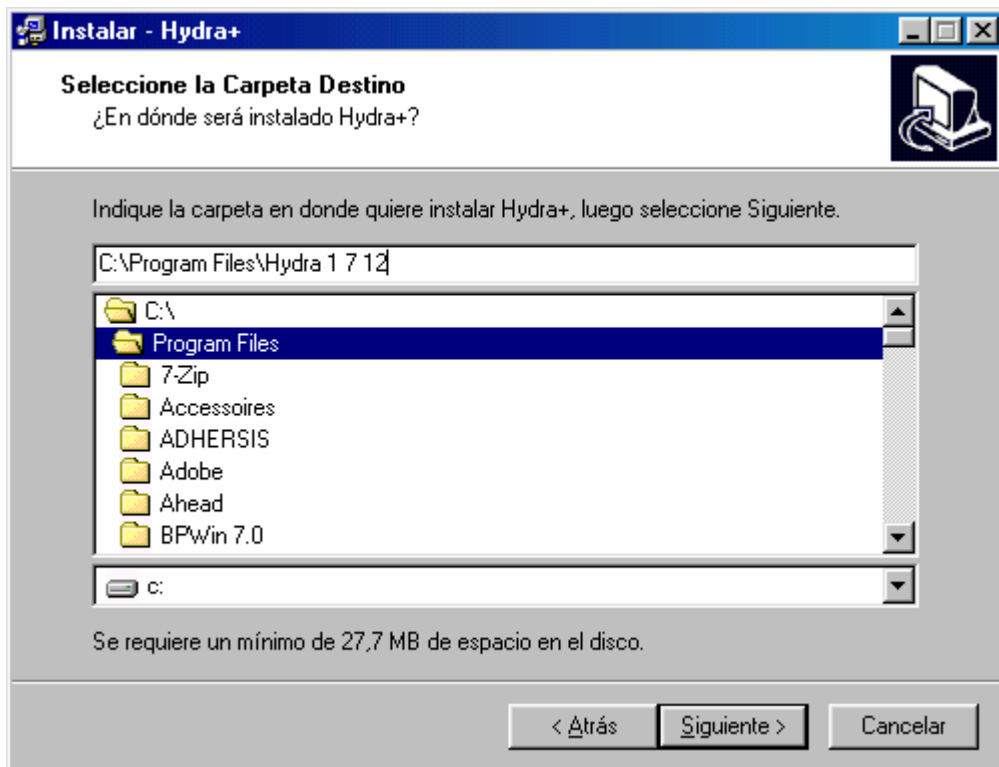 Instalar - Hydra+
Seleccione la Carpeta Destino
¿En dónde será instalado Hydra+?
Indique la carpeta en donde quiere instalar Hydra+, luego seleccione Siguiente.
C:\Program Files\Hydra 1 7 12
C:\
Program Files
7-Zip
Accessoires
ADHERSIS
Adobe
Ahead
BPWin 7.0
c:
Se requiere un mínimo de 27,7 MB de espacio en el disco.
< Atrás Siguiente > Cancelar